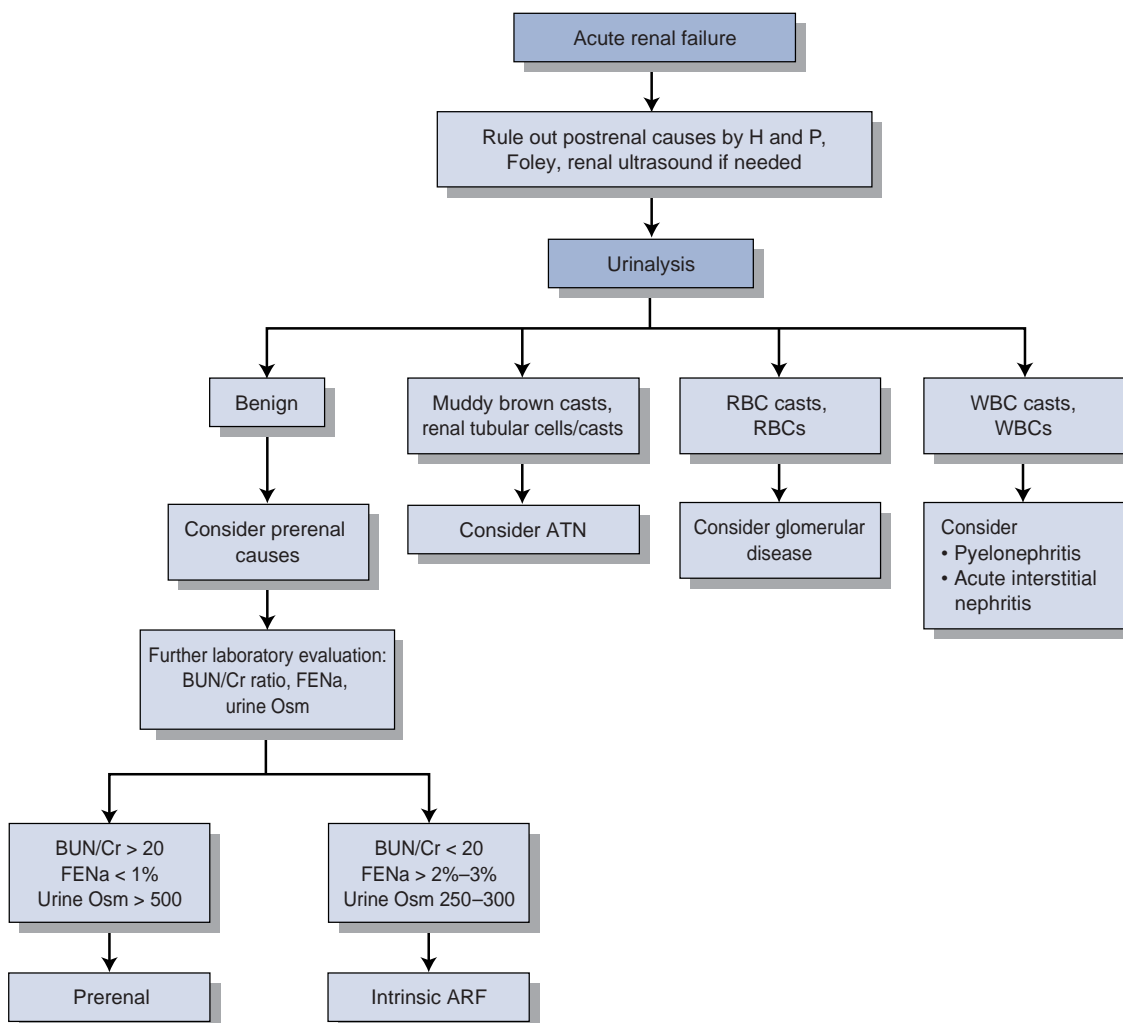 Acute renal failure
Rule out postrenal causes by H and P,
Foley, renal ultrasound if needed
Urinalysis
Benign
Muddy brown casts,
renal tubular cells/casts
RBC casts,
RBCs
WBC casts,
WBCs
Consider prerenal
causes
Consider ATN
Consider glomerular
disease
Consider
• Pyelonephritis
• Acute interstitial
nephritis
Further laboratory evaluation:
BUN/Cr ratio, FENa,
urine Osm
BUN/Cr > 20
FENa < 1%
Urine Osm > 500
BUN/Cr < 20
FENa > 2%–3%
Urine Osm 250–300
Prerenal
Intrinsic ARF